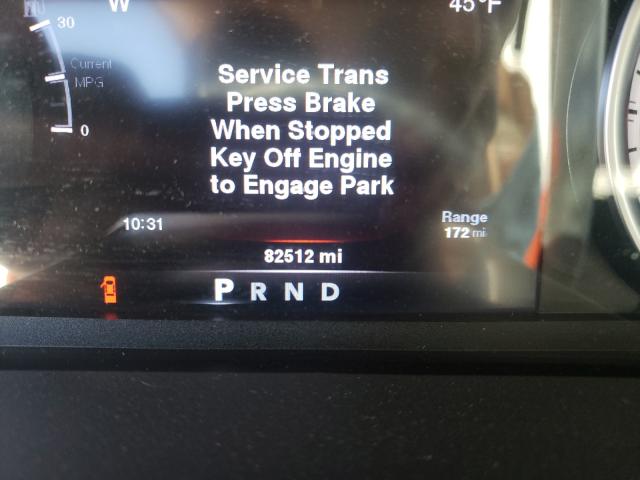 W
45°F
30
Current
MPG
0
Service Trans
Press Brake
When Stopped
Key Off Engine
to Engage Park
10:31
Range
172 mi
82512 mi
P R N D